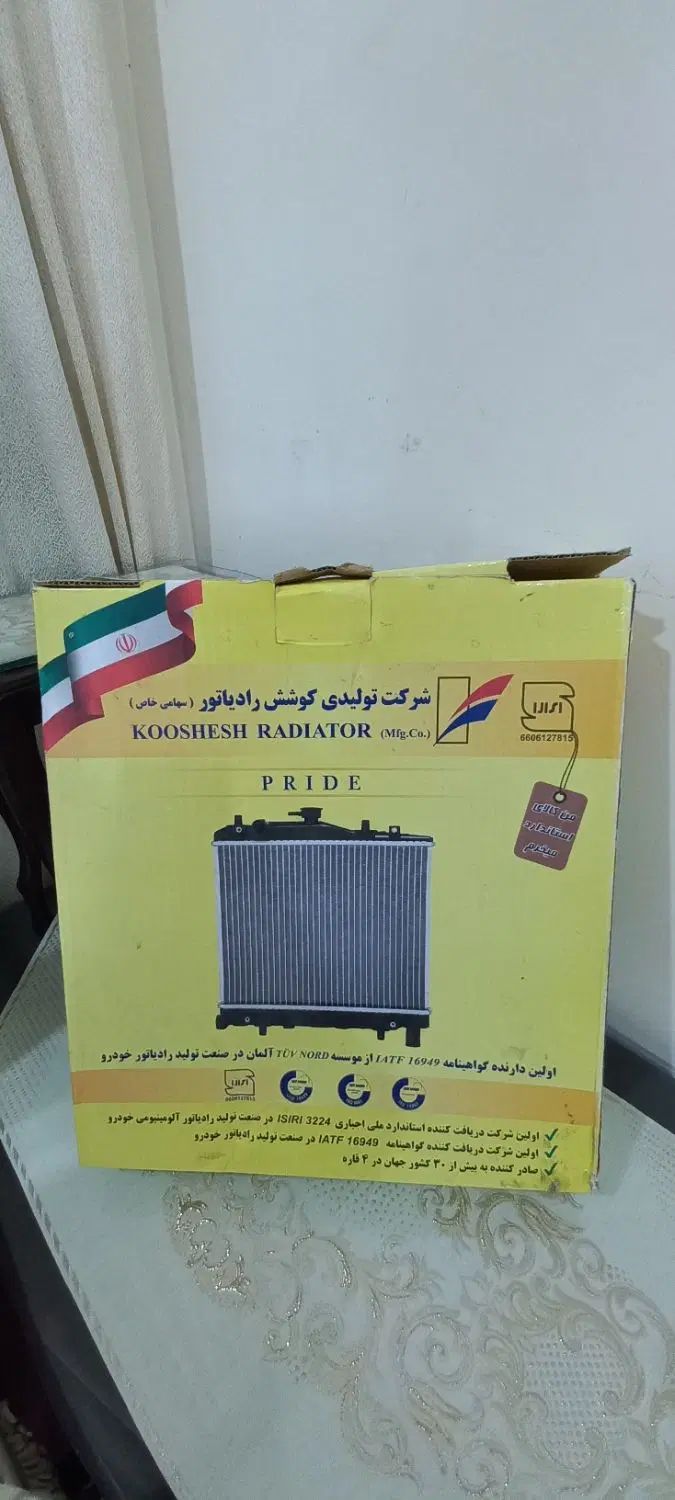 شرکت تولیدی کوشش رادیاتور ( سهامی خاص )
KOOSHESH RADIATOR (Mfg.Co.)
6606127815
PRIDE
من کالای
استاندارد
میخرم
اولین دارنده گواهینامه IATF 16949 از موسسه TÜV NORD آلمان در صنعت تولید رادیاتور خودرو
6606127815
اولین شرکت دریافت کننده استاندارد ملی اجباری ISIRI 3224 در صنعت تولید رادیاتور آلومینیومی خودرو
اولین شرکت دریافت کننده گواهینامه IATF 16949 در صنعت تولید رادیاتور خودرو
صادر کننده به بیش از ۳۰ کشور جهان در ۴ قاره